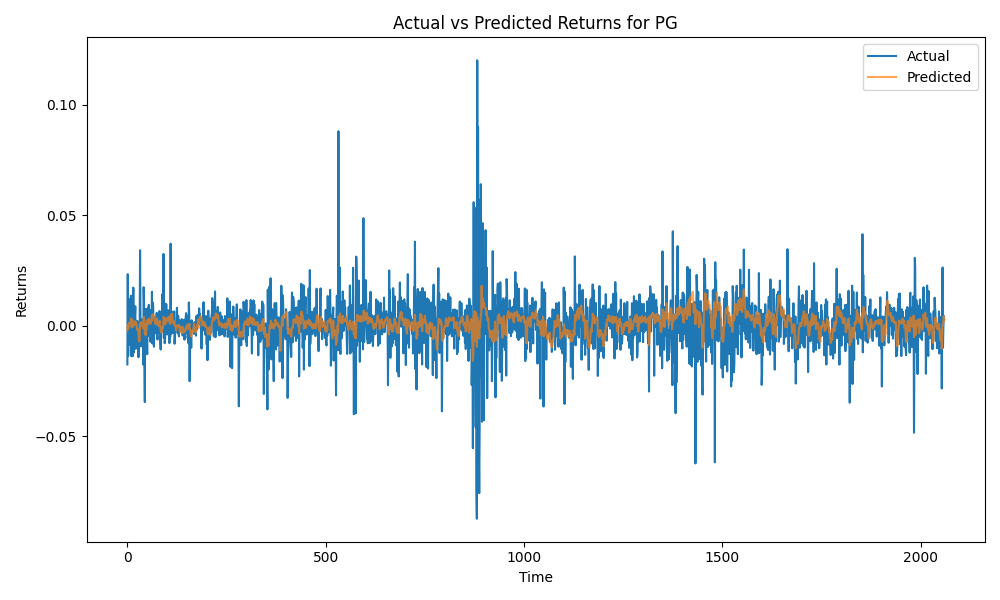 Actual vs Predicted Returns for PG
Actual
Predicted
Returns
0.10
0.05
0.00
−0.05
0
500
1000
1500
2000
Time